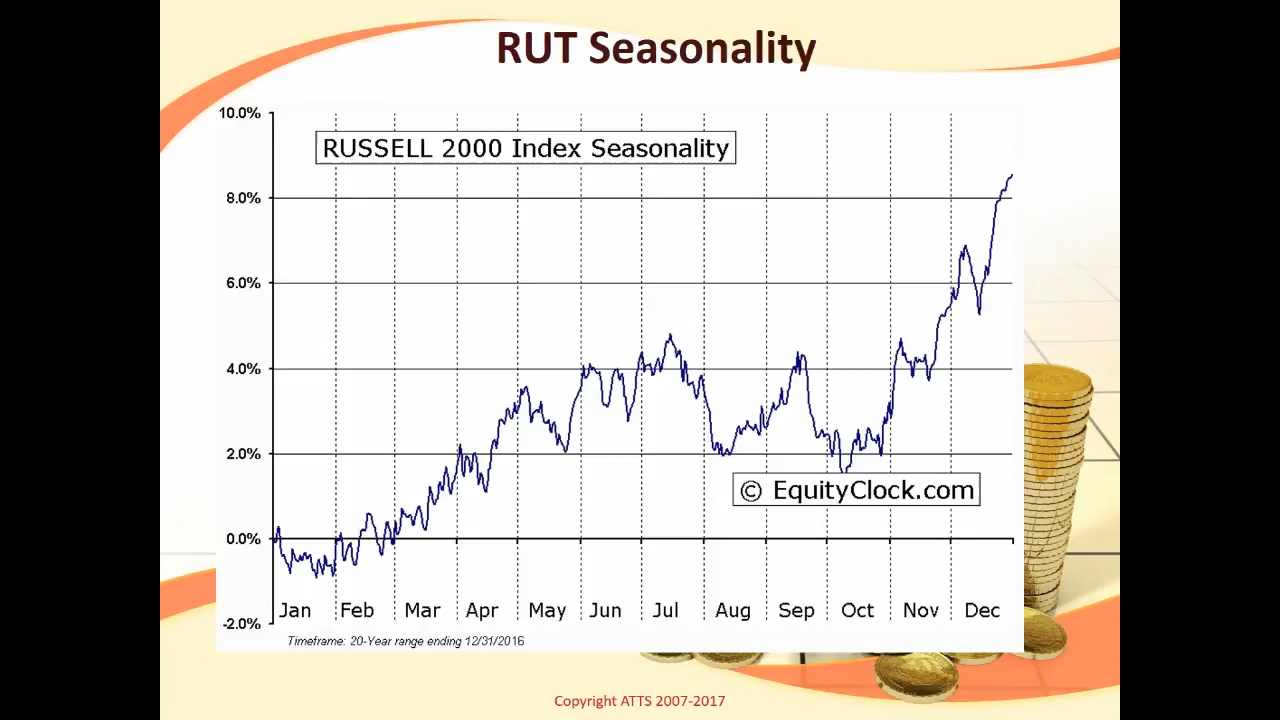 RUT Seasonality
10.0%
RUSSELL 2000 Index Seasonality
8.0%
6.0%
4.0%
2.0%
© EquityClock.com
0.0%
Jan Feb Mar Apr May Jun Jul Aug Sep Oct Nov Dec
-2.0%
Timeframe: 20-Year range ending 12/31/2016
Copyright ATTS 2007-2017